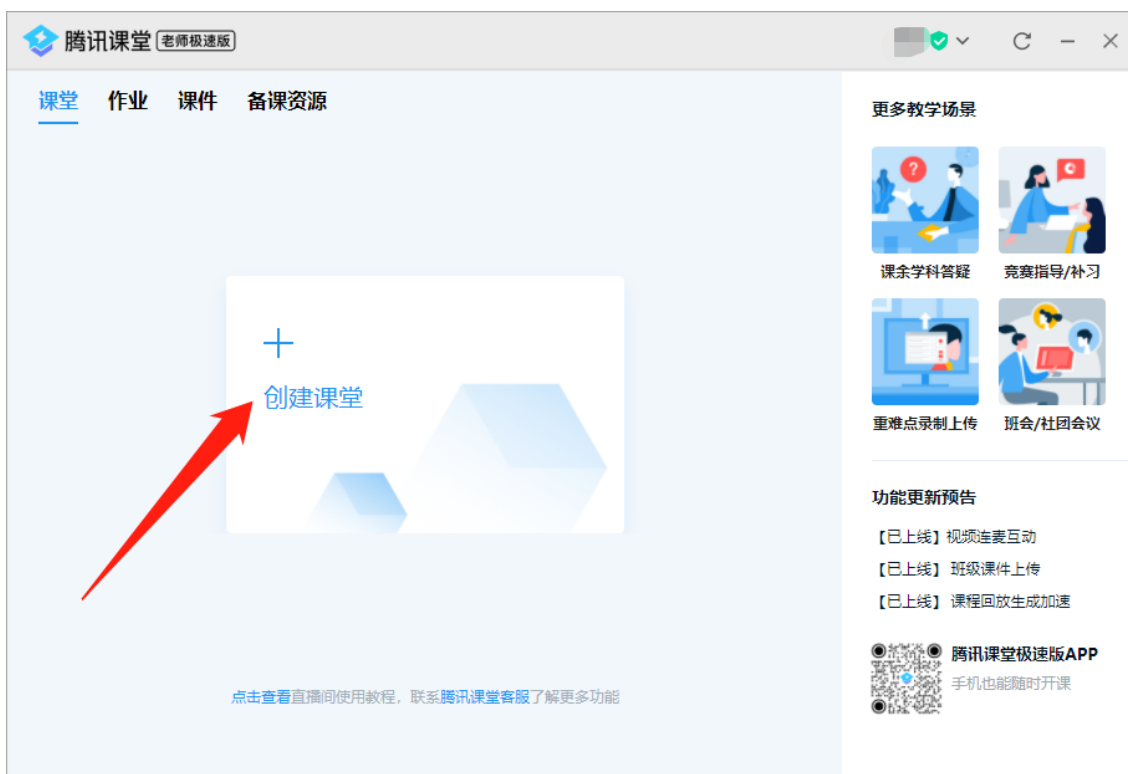 腾讯课堂 老师极速版
课堂 作业 课件 备课资源
创建课堂
点击查看直播间使用教程，联系腾讯课堂客服了解更多功能
更多教学场景
课余学科答疑 竞赛指导/补习
重难点录制上传 班会/社团会议
功能更新预告
【已上线】视频连麦互动
【已上线】 班级课件上传
【已上线】 课程回放生成加速
腾讯课堂极速版APP
手机也能随时开课